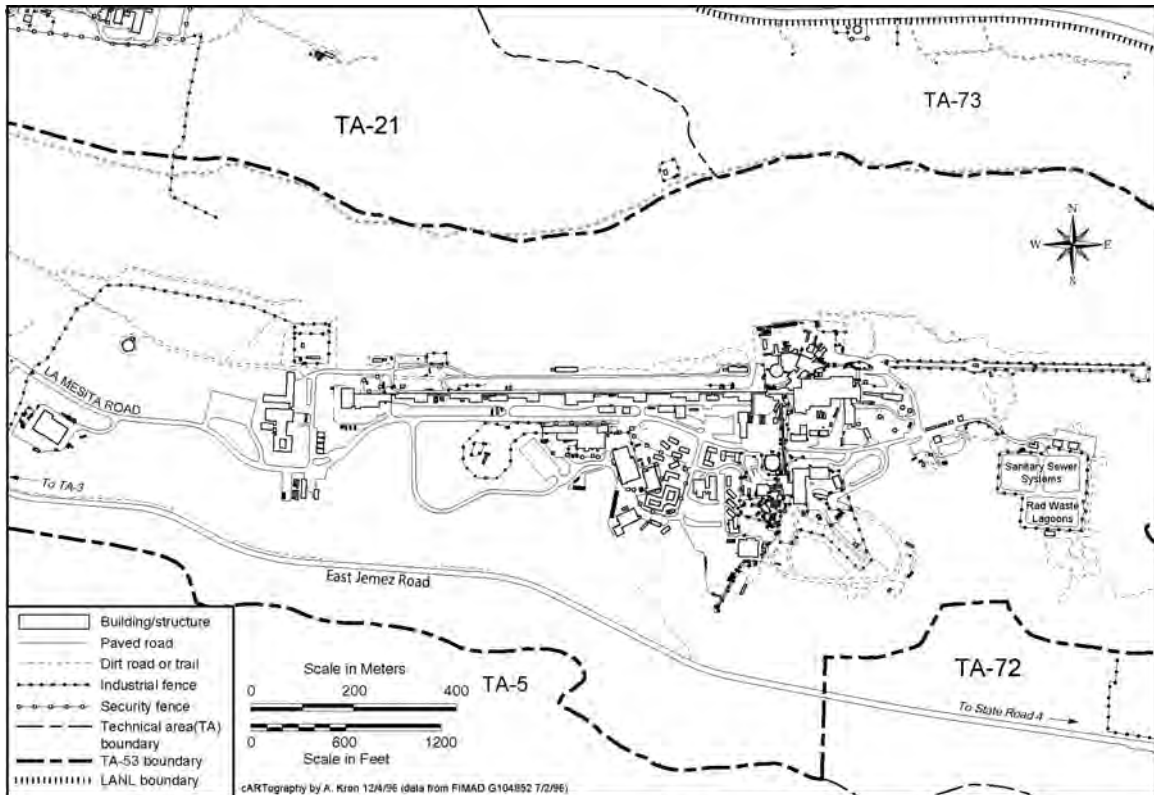 TA-21
TA-73
N
W E
S
LA MESITA ROAD
To TA-3
Sanitary Sewer
Systems
Rad Waste
Lagoons
East Jemez Road
TA-5
TA-72
To State Road 4
Building/structure
Paved road
Dirt road or trail
Industrial fence
Security fence
Technical area(TA)
boundary
TA-53 boundary
LANL boundary
Scale in Meters
0 200 400
0 600 1200
Scale in Feet
cARTography by A. Kron 12/4/96 (data from FIMAD G104852 7/2/96)